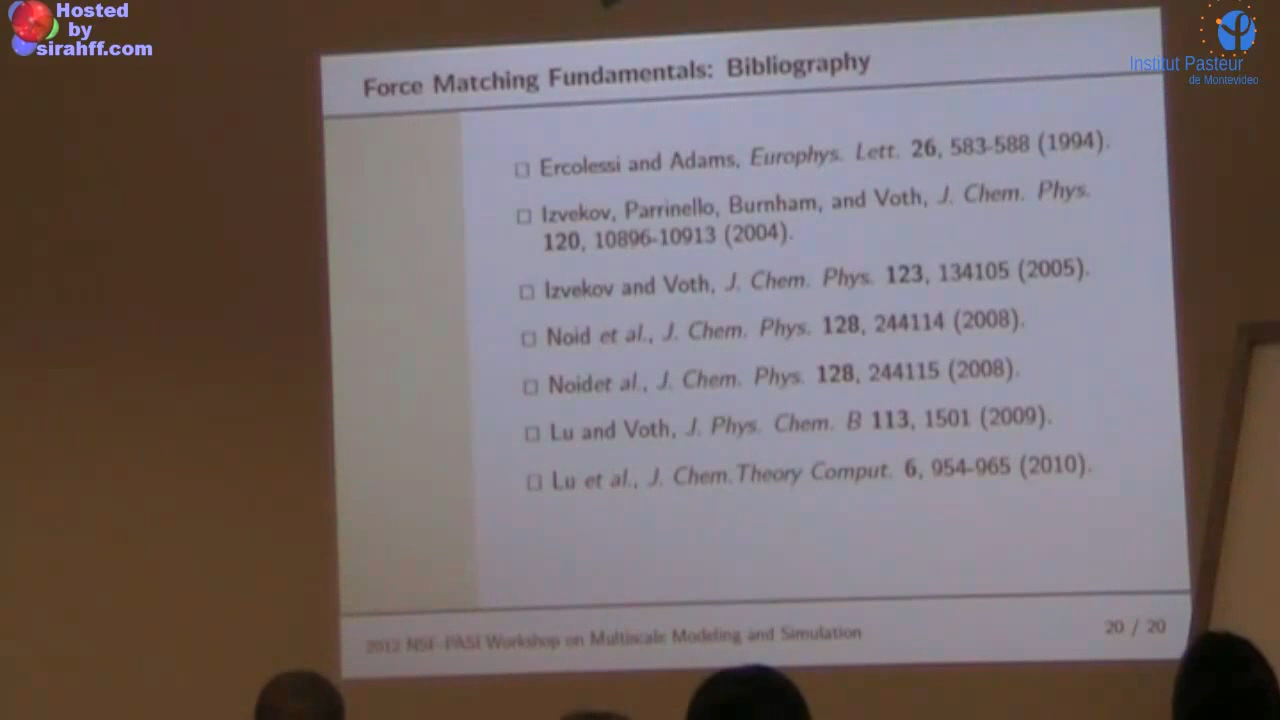 Hosted
by
sirahff.com
Institut Pasteur
de Montevideo
Force Matching Fundamentals: Bibliography
Ercolessi and Adams, Europhys. Lett. 26, 583-588 (1994).
Izvekov, Parrinello, Burnham, and Voth, J. Chem. Phys.
120, 10896-10913 (2004).
Izvekov and Voth, J. Chem. Phys. 123, 134105 (2005).
Noid et al., J. Chem. Phys. 128, 244114 (2008).
Noidet al., J. Chem. Phys. 128, 244115 (2008).
Lu and Voth, J. Phys. Chem. B 113, 1501 (2009).
Lu et al., J. Chem.Theory Comput. 6, 954-965 (2010).
2012 NSF-PASI Workshop on Multiscale Modeling and Simulation
20 / 20